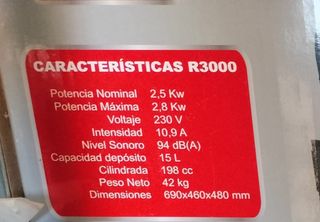 CARACTERÍSTICAS R3000
Potencia Nominal 2,5 Kw
Potencia Máxima 2,8 Kw
Voltaje 230 V
Intensidad 10,9 A
Nivel Sonoro 94 dB(A)
Capacidad depósito 15 L
Cilindrada 198 cc
Peso Neto 42 kg
Dimensiones 690x460x480 mm